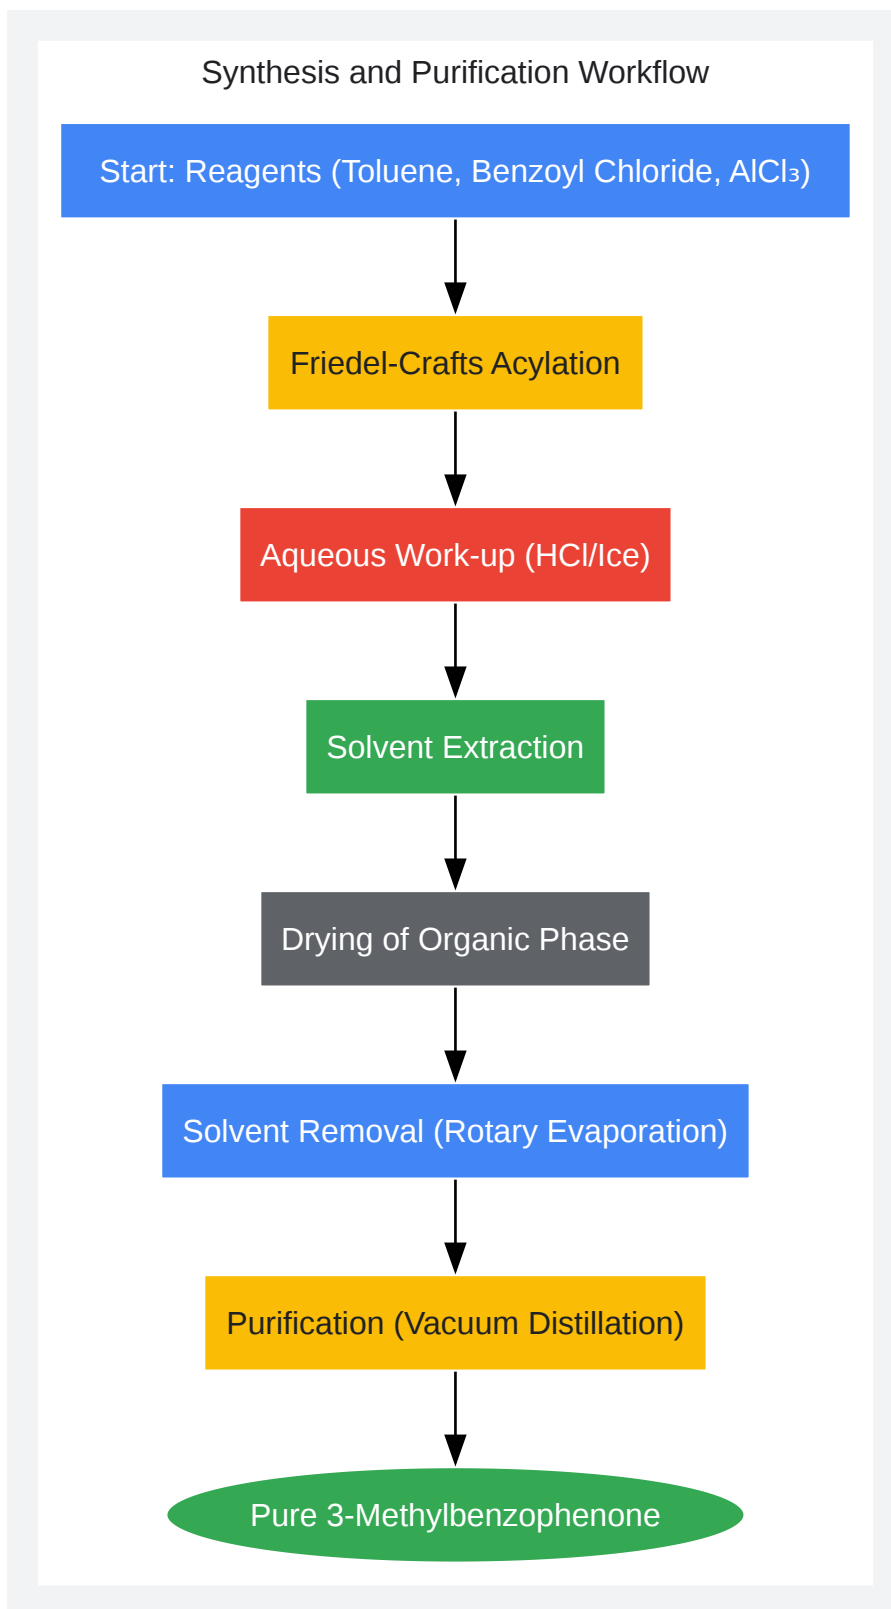 Synthesis and Purification Workflow
Start: Reagents (Toluene, Benzoyl Chloride, AlCl₃)
Friedel-Crafts Acylation
Aqueous Work-up (HCl/Ice)
Solvent Extraction
Drying of Organic Phase
Solvent Removal (Rotary Evaporation)
Purification (Vacuum Distillation)
Pure 3-Methylbenzophenone